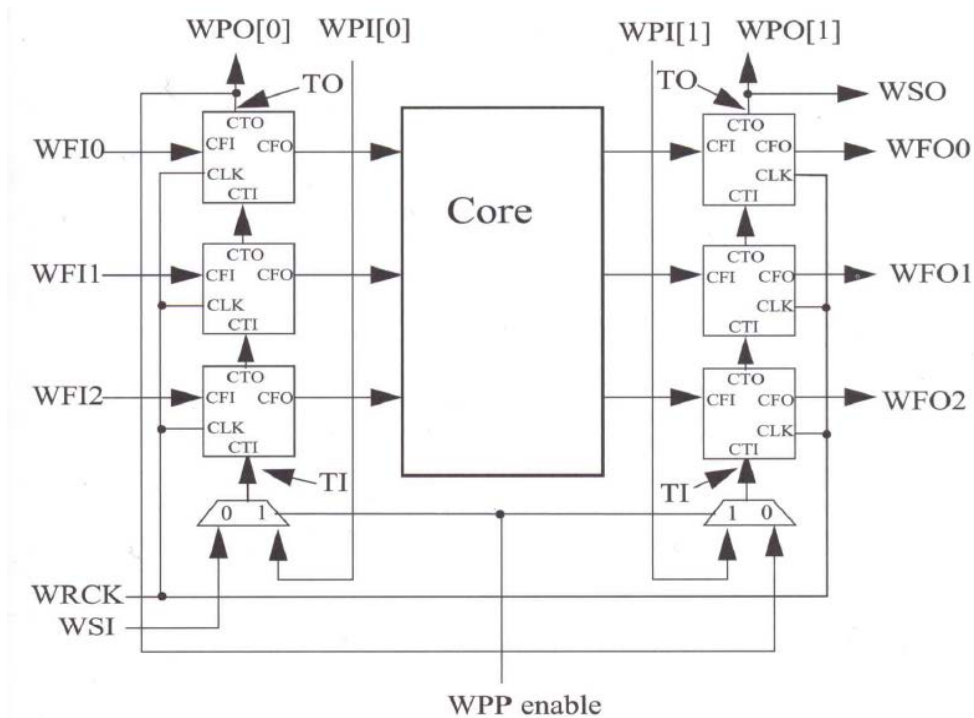 WPO[0] WPI[0] WPI[1] WPO[1]
TO TO WSO
CTO CTO
WFI0 CFI CFO CFI CFO WFO0
CLK CLK
CTI CTI
Core
CTO CTO
WFI1 CFI CFO CFI CFO WFO1
CLK CLK
CTI CTI
CTO CTO
WFI2 CFI CFO CFI CFO WFO2
CLK CLK
CTI CTI
TI TI
0 1 1 0
WRCK
WSI
WPP enable